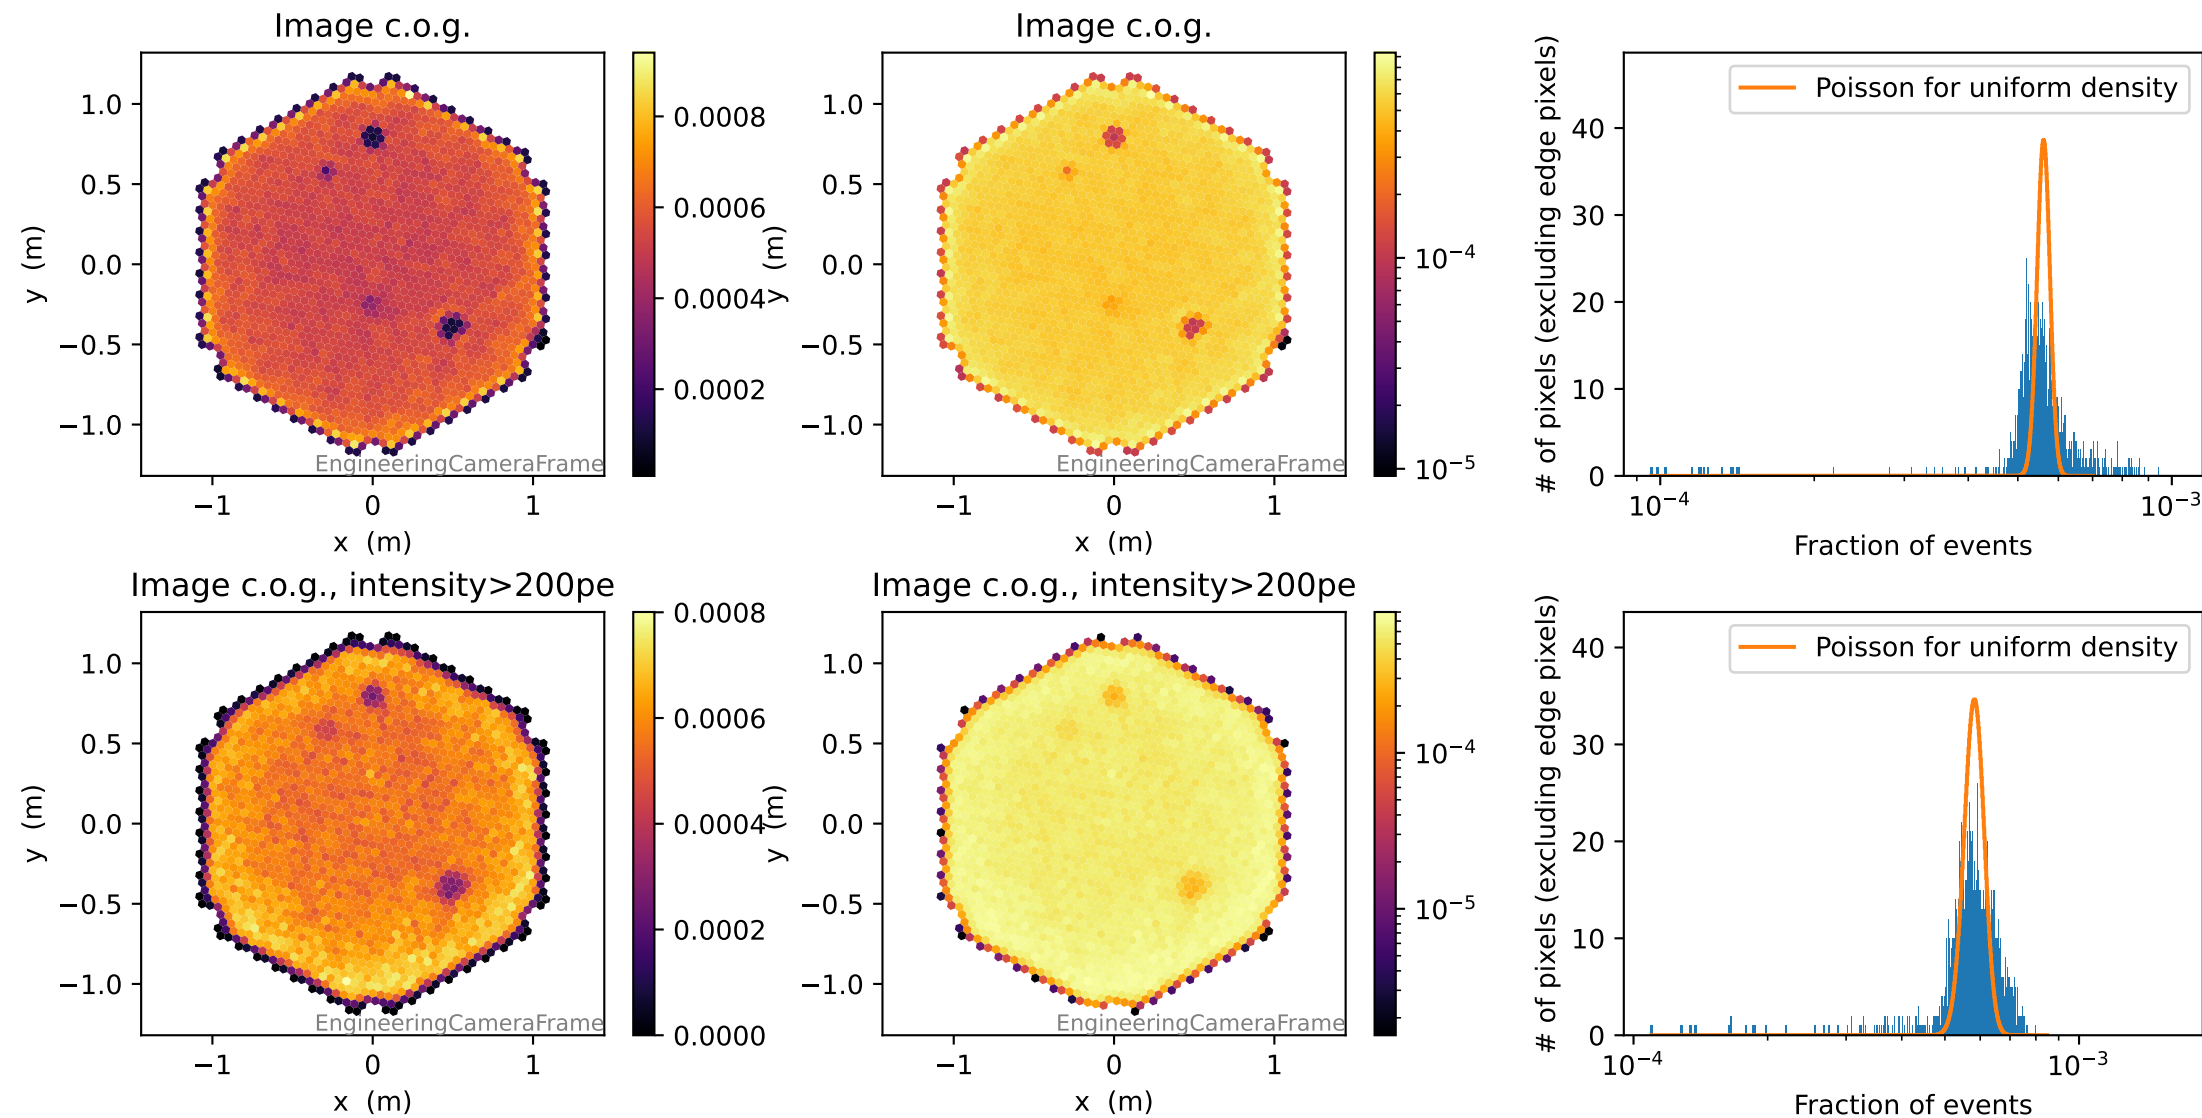 Image c.o.g.
1.0
0.5
0.0
−0.5
−1.0
y (m)
−1
0
1
x (m)
EngineeringCameraFrame
0.0008
0.0006
0.0004
0.0002
Image c.o.g.
1.0
0.5
0.0
−0.5
−1.0
y (m)
−1
0
1
x (m)
EngineeringCameraFrame
10⁻⁴
10⁻⁵
Poisson for uniform density
# of pixels (excluding edge pixels)
40
30
20
10
0
10⁻⁴
10⁻³
Fraction of events
Image c.o.g., intensity>200pe
1.0
0.5
0.0
−0.5
−1.0
y (m)
−1
0
1
x (m)
EngineeringCameraFrame
0.0008
0.0006
0.0004
0.0002
0.0000
Image c.o.g., intensity>200pe
1.0
0.5
0.0
−0.5
−1.0
y (m)
−1
0
1
x (m)
EngineeringCameraFrame
10⁻⁴
10⁻⁵
Poisson for uniform density
# of pixels (excluding edge pixels)
40
30
20
10
0
10⁻⁴
10⁻³
Fraction of events